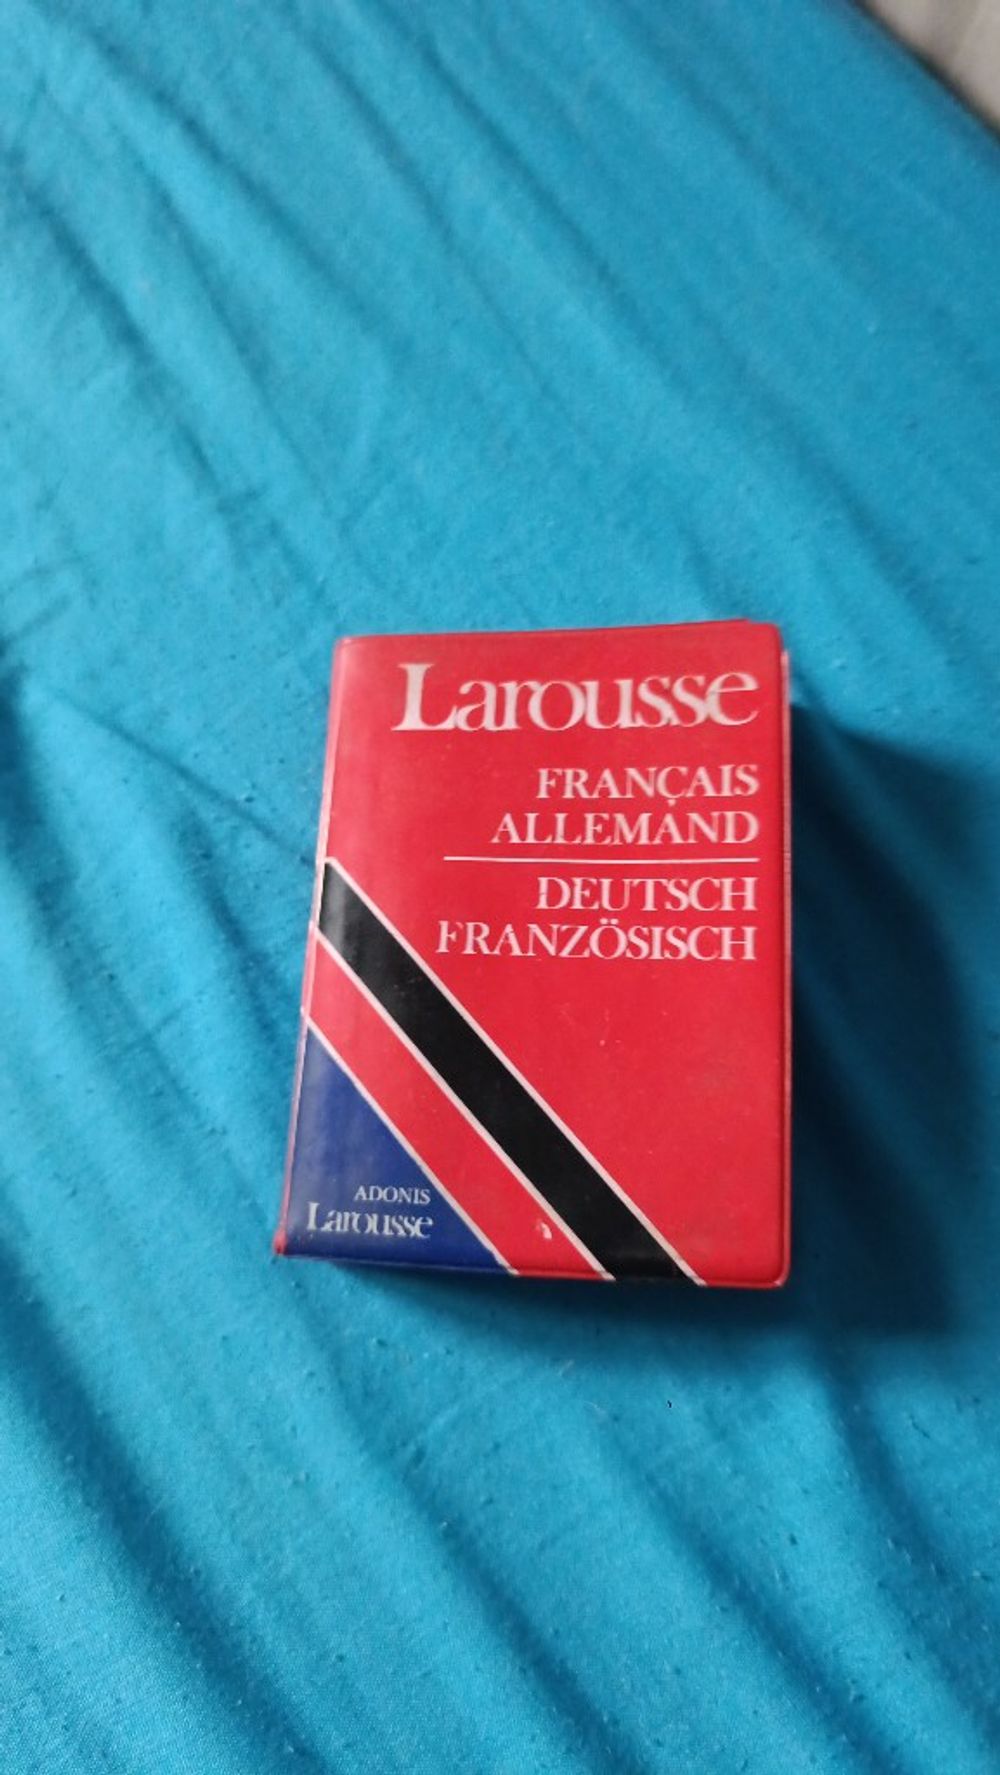 Larousse
FRANÇAIS
ALLEMAND
DEUTSCH
FRANZÖSISCH
ADONIS
Larousse